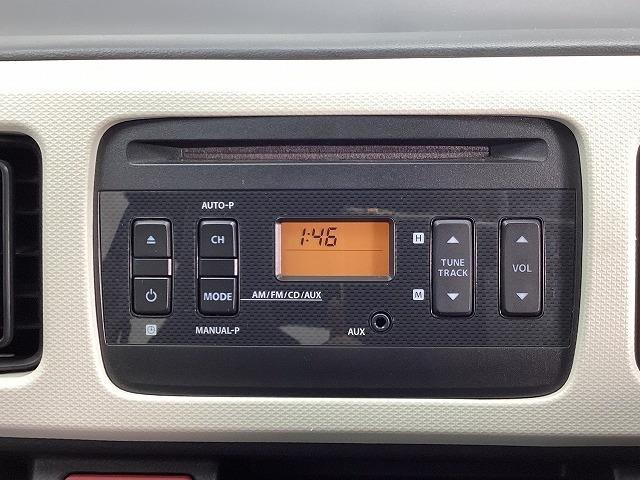 AUTO-P
CH
1:46
H
TUNE
TRACK
VOL
MODE
AM/FM/CD/AUX
M
MANUAL-P
AUX